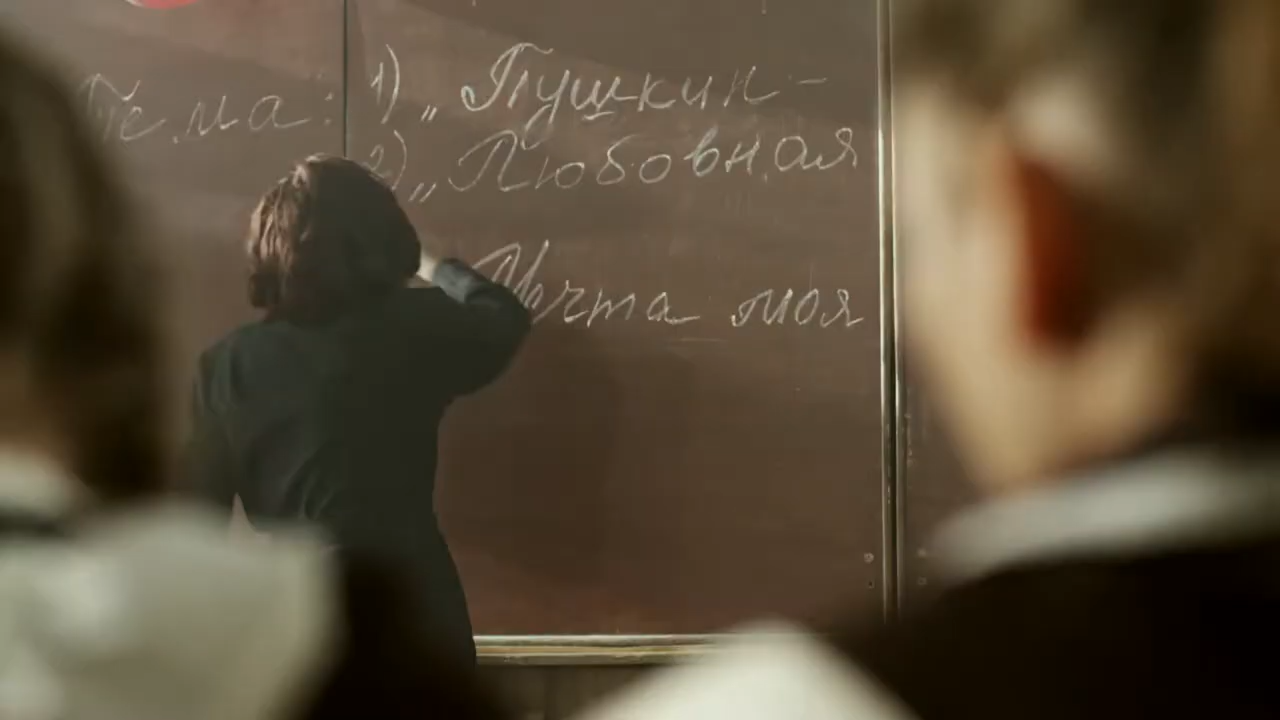 Тема: 1) „Пушкин –
2) „Любовная
Мечта моя